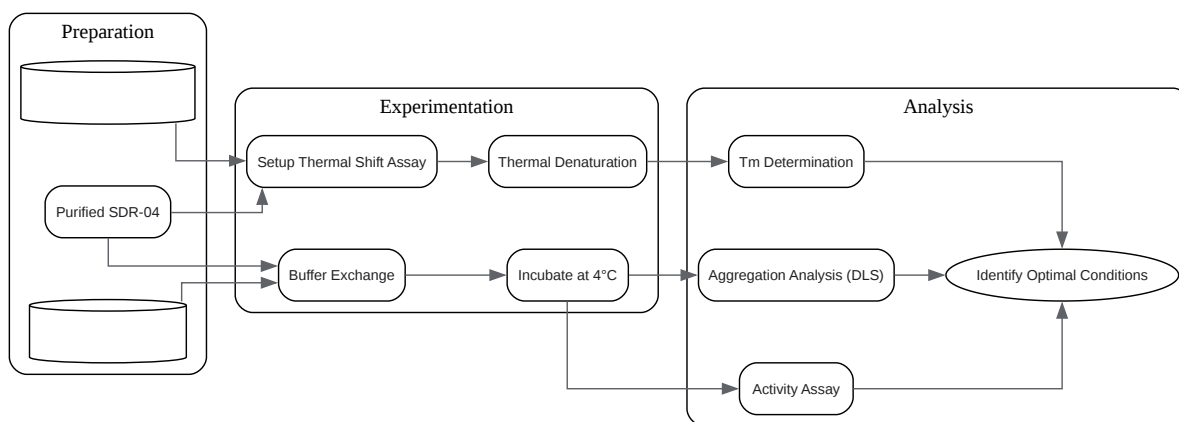 Preparation
Experimentation
Analysis
Setup Thermal Shift Assay
Thermal Denaturation
Tm Determination
Purified SDR-04
Buffer Exchange
Incubate at 4°C
Aggregation Analysis (DLS)
Identify Optimal Conditions
Activity Assay